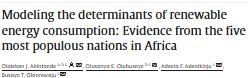 Modeling the determinants of renewable
energy consumption: Evidence from the five
most populous nations in Africa
Olalekan J. Akintande a b c, Olusanya E. Olubusoye b c, Adeola F. Adenikinju c,
Busayo T. Olanrewaju c